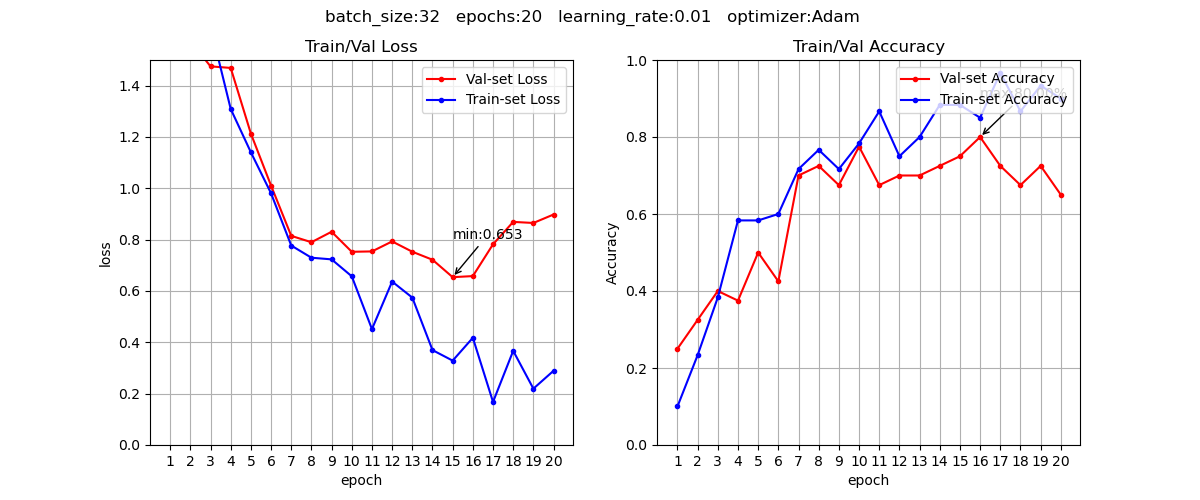 batch_size:32 epochs:20 learning_rate:0.01 optimizer:Adam
Train/Val Loss
1.4
1.2
1.0
0.8
0.6
0.4
0.2
0.0
loss
Val-set Loss
Train-set Loss
min:0.653
1 2 3 4 5 6 7 8 9 10 11 12 13 14 15 16 17 18 19 20
epoch
Train/Val Accuracy
1.0
0.8
0.6
0.4
0.2
0.0
Accuracy
Val-set Accuracy
Train-set Accuracy
1 2 3 4 5 6 7 8 9 10 11 12 13 14 15 16 17 18 19 20
epoch